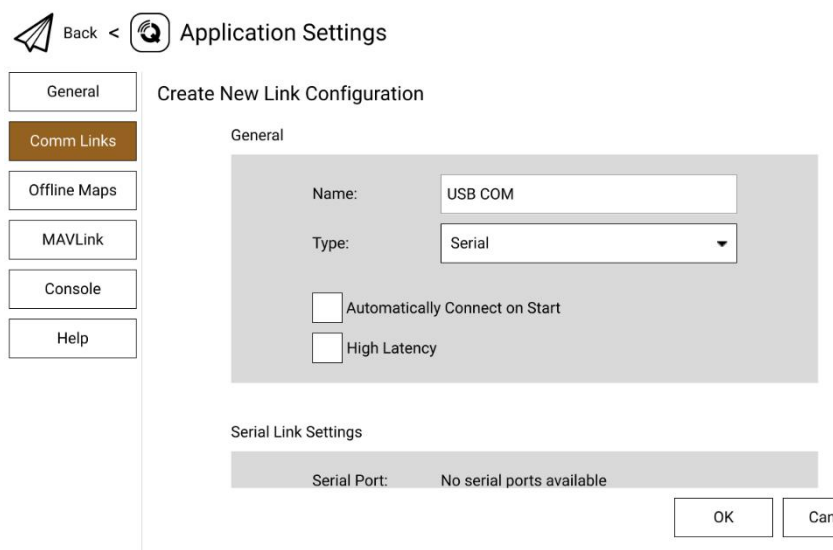 Back < Application Settings
General
Comm Links
Offline Maps
MAVLink
Console
Help
Create New Link Configuration
General
Name: USB COM
Type: Serial
Automatically Connect on Start
High Latency
Serial Link Settings
Serial Port: No serial ports available
OK